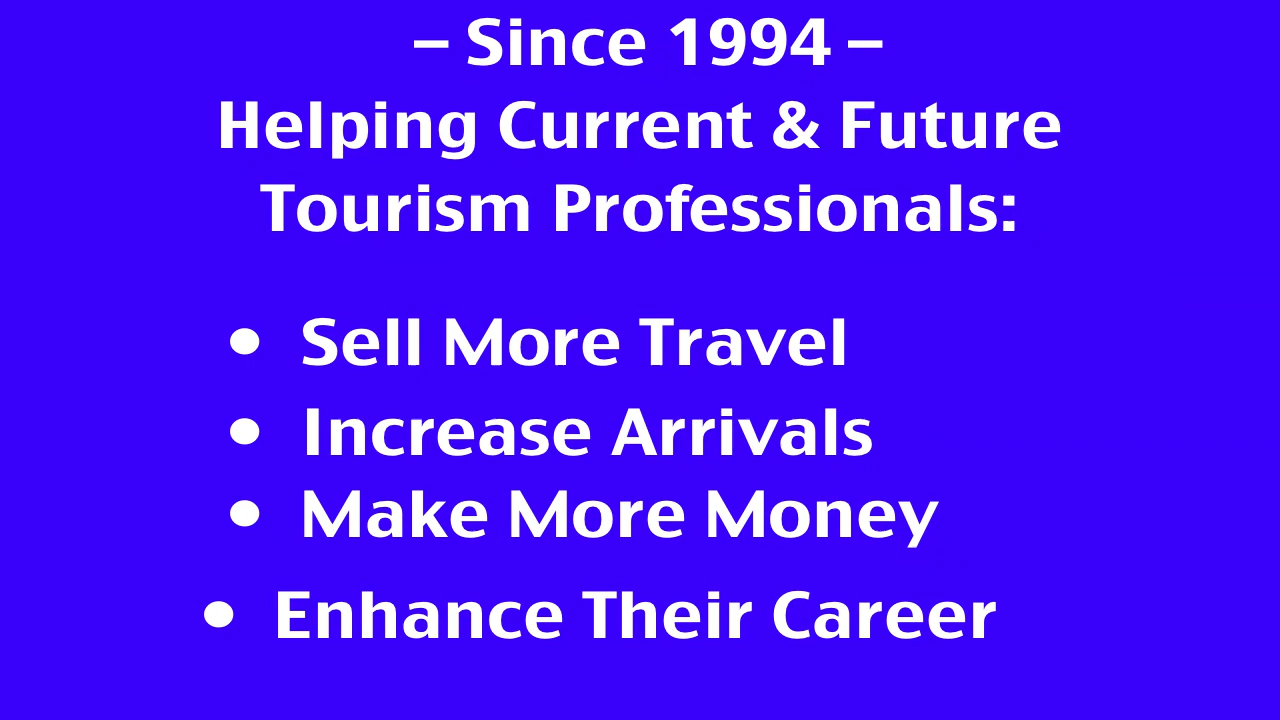 – Since 1994 –
Helping Current & Future
Tourism Professionals:
• Sell More Travel
• Increase Arrivals
• Make More Money
• Enhance Their Career